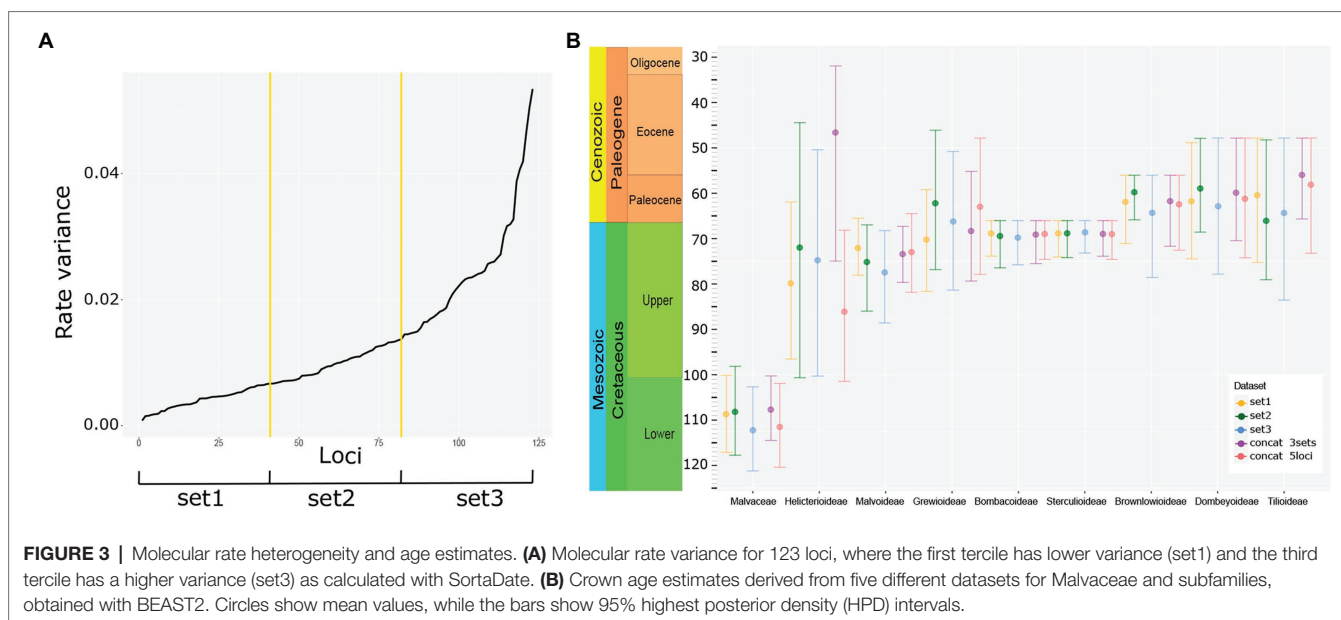 A
B
Rate variance
0.04
0.02
0.00
0
25
50
75
100
125
Loci
set1
set2
set3
Cenozoic
Mesozoic
Paleogene
Cretaceous
Oligocene
Eocene
Paleocene
Upper
Lower
30
40
50
60
70
80
90
100
110
120
Malvaceae
Helicterioideae
Malvoideae
Grewioideae
Bombacoideae
Sterculioideae
Brownlowioideae
Dombeyoideae
Tilioideae
Dataset
set1
set2
set3
concat 3sets
concat 5loci
FIGURE 3 | Molecular rate heterogeneity and age estimates. (A) Molecular rate variance for 123 loci, where the first tercile has lower variance (set1) and the third
tercile has a higher variance (set3) as calculated with SortaDate. (B) Crown age estimates derived from five different datasets for Malvaceae and subfamilies,
obtained with BEAST2. Circles show mean values, while the bars show 95% highest posterior density (HPD) intervals.